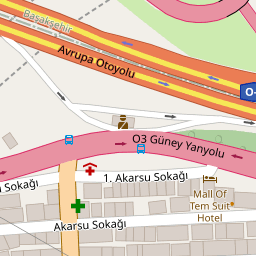 Başakşehir
Avrupa Otoyolu
O-
O3 Güney Yanyolu
1. Akarsu Sokağı
Sokağı
Mall Of
Tem Suit
Hotel
Akarsu Sokağı